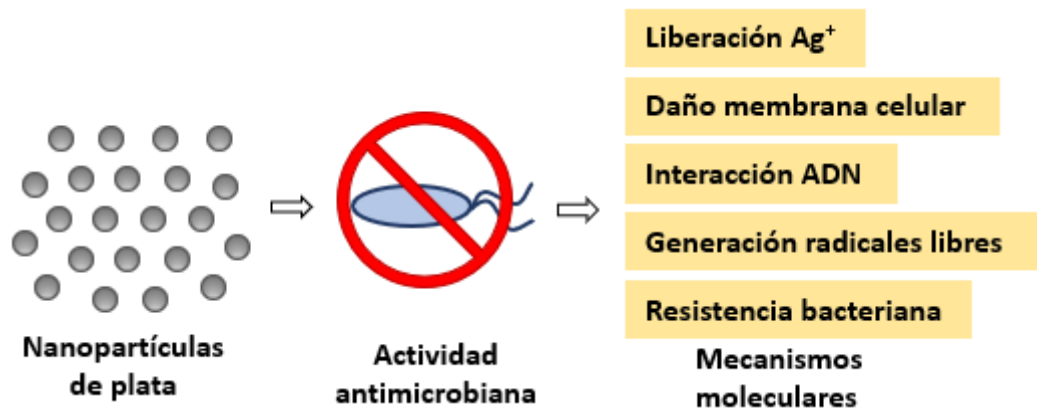 Nanopartículas
de plata
Actividad
antimicrobiana
Liberación Ag⁺
Daño membrana celular
Interacción ADN
Generación radicales libres
Resistencia bacteriana
Mecanismos
moleculares